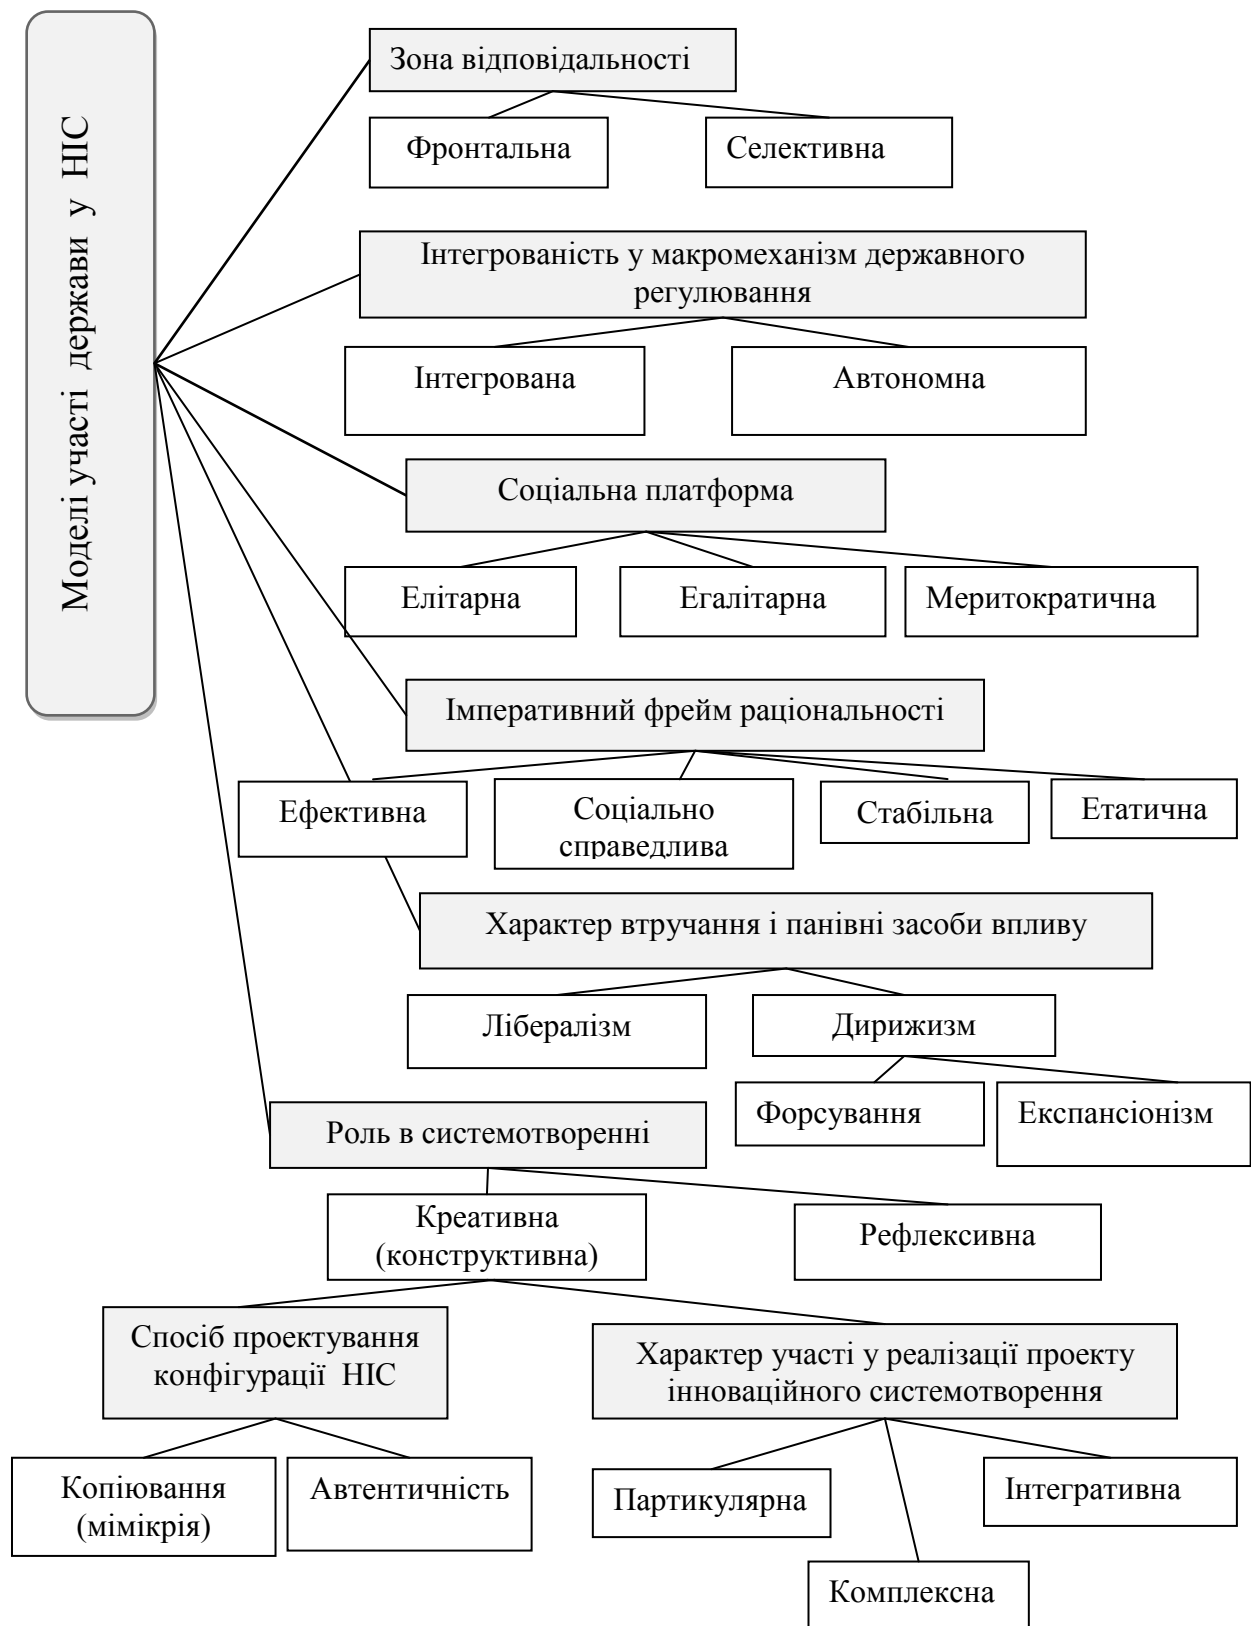 Моделі участі держави у НІС
Зона відповідальності
Фронтальна
Селективна
Інтегрованість у макромеханізм державного
регулювання
Інтегрована
Автономна
Соціальна платформа
Елітарна
Егалітарна
Меритократична
Імперативний фрейм раціональності
Ефективна
Соціально
справедлива
Стабільна
Етатична
Характер втручання і панівні засоби впливу
Лібералізм
Дирижизм
Форсування
Експансіонізм
Роль в системотворенні
Креативна
(конструктивна)
Рефлексивна
Спосіб проектування
конфігурації НІС
Характер участі у реалізації проекту
інноваційного системотворення
Копіювання
(мімікрія)
Автентичність
Партикулярна
Інтегративна
Комплексна